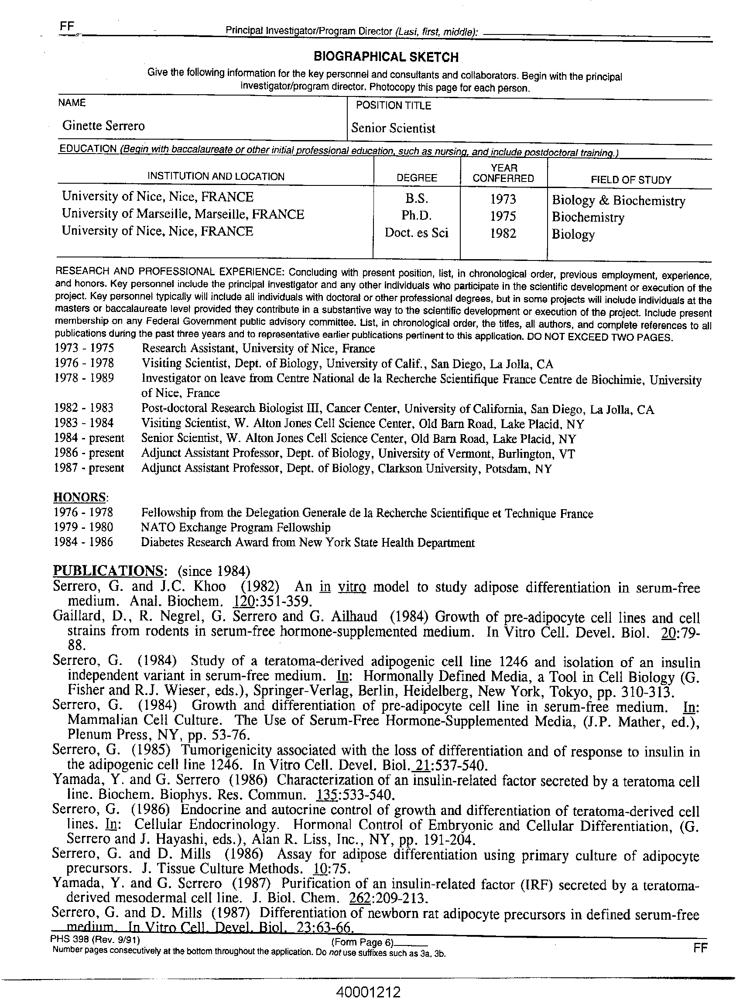 FF
Principal Investigator/Program Director (Last, first, middle):
BIOGRAPHICAL SKETCH
Give the following information for the key personnel and consultants and collaborators. Begin with the principal
investigator/program director. Photocopy this page for each person.
NAME
POSITION TITLE
Ginette Serrero
Senior Scientist
EDUCATION (Begin with baccalaureate or other initial professional education, such as nursing, and include postdoctoral training.)
INSTITUTION AND LOCATION DEGREE YEAR CONFERRED FIELD OF STUDY
University of Nice, Nice, FRANCE B.S. 1973 Biology & Biochemistry
University of Marseille, Marseille, FRANCE Ph.D. 1975 Biochemistry
University of Nice, Nice, FRANCE Doct. es Sci 1982 Biology
RESEARCH AND PROFESSIONAL EXPERIENCE: Concluding with present position, list, in chronological order, previous employment, experience,
and honors. Key personnel include the principal investigator and any other individuals who participate in the scientific development or execution of the
project. Key personnel typically will include all individuals with doctoral or other professional degrees, but in some projects will include individuals at the
masters or baccalaureate level provided they contribute in a substantive way to the scientific development or execution of the project. Include present
membership on any Federal Government public advisory committee. List, in chronological order, the titles, all authors, and complete references to all
publications during the past three years and to representative earlier publications pertinent to this application. DO NOT EXCEED TWO PAGES.
1973 - 1975 Research Assistant, University of Nice, France
1976 - 1978 Visiting Scientist, Dept. of Biology, University of Calif., San Diego, La Jolla, CA
1978 - 1989 Investigator on leave from Centre National de la Recherche Scientifique France Centre de Biochimie, University
of Nice, France
1982 - 1983 Post-doctoral Research Biologist III, Cancer Center, University of California, San Diego, La Jolla, CA
1983 - 1984 Visiting Scientist, W. Alton Jones Cell Science Center, Old Barn Road, Lake Placid, NY
1984 - present Senior Scientist, W. Alton Jones Cell Science Center, Old Barn Road, Lake Placid, NY
1986 - present Adjunct Assistant Professor, Dept. of Biology, University of Vermont, Burlington, VT
1987 - present Adjunct Assistant Professor, Dept. of Biology, Clarkson University, Potsdam, NY
HONORS:
1976 - 1978 Fellowship from the Delegation Generale de la Recherche Scientifique et Technique France
1979 - 1980 NATO Exchange Program Fellowship
1984 - 1986 Diabetes Research Award from New York State Health Department
PUBLICATIONS: (since 1984)
Serrero, G. and J.C. Khoo (1982) An in vitro model to study adipose differentiation in serum-free
medium. Anal. Biochem. 120:351-359.
Gaillard, D., R. Negrel, G. Serrero and G. Ailhaud (1984) Growth of pre-adipocyte cell lines and cell
strains from rodents in serum-free hormone-supplemented medium. In Vitro Cell. Devel. Biol. 20:79-
88.
Serrero, G. (1984) Study of a teratoma-derived adipogenic cell line 1246 and isolation of an insulin
independent variant in serum-free medium. In: Hormonally Defined Media, a Tool in Cell Biology (G.
Fisher and R.J. Wieser, eds.), Springer-Verlag, Berlin, Heidelberg, New York, Tokyo, pp. 310-313.
Serrero, G. (1984) Growth and differentiation of pre-adipocyte cell line in serum-free medium. In:
Mammalian Cell Culture. The Use of Serum-Free Hormone-Supplemented Media, (J.P. Mather, ed.),
Plenum Press, NY, pp. 53-76.
Serrero, G. (1985) Tumorigenicity associated with the loss of differentiation and of response to insulin in
the adipogenic cell line 1246. In Vitro Cell. Devel. Biol. 21:537-540.
Yamada, Y. and G. Serrero (1986) Characterization of an insulin-related factor secreted by a teratoma cell
line. Biochem. Biophys. Res. Commun. 135:533-540.
Serrero, G. (1986) Endocrine and autocrine control of growth and differentiation of teratoma-derived cell
lines. In: Cellular Endocrinology. Hormonal Control of Embryonic and Cellular Differentiation, (G.
Serrero and J. Hayashi, eds.), Alan R. Liss, Inc., NY, pp. 191-204.
Serrero, G. and D. Mills (1986) Assay for adipose differentiation using primary culture of adipocyte
precursors. J. Tissue Culture Methods. 10:75.
Yamada, Y. and G. Serrero (1987) Purification of an insulin-related factor (IRF) secreted by a teratoma-
derived mesodermal cell line. J. Biol. Chem. 262:209-213.
Serrero, G. and D. Mills (1987) Differentiation of newborn rat adipocyte precursors in defined serum-free
medium. In Vitro Cell. Devel. Biol. 23:63-66.
PHS 398 (Rev. 9/91) (Form Page 6) FF
Number pages consecutively at the bottom throughout the application. Do not use suffixes such as 3a, 3b.
40001212